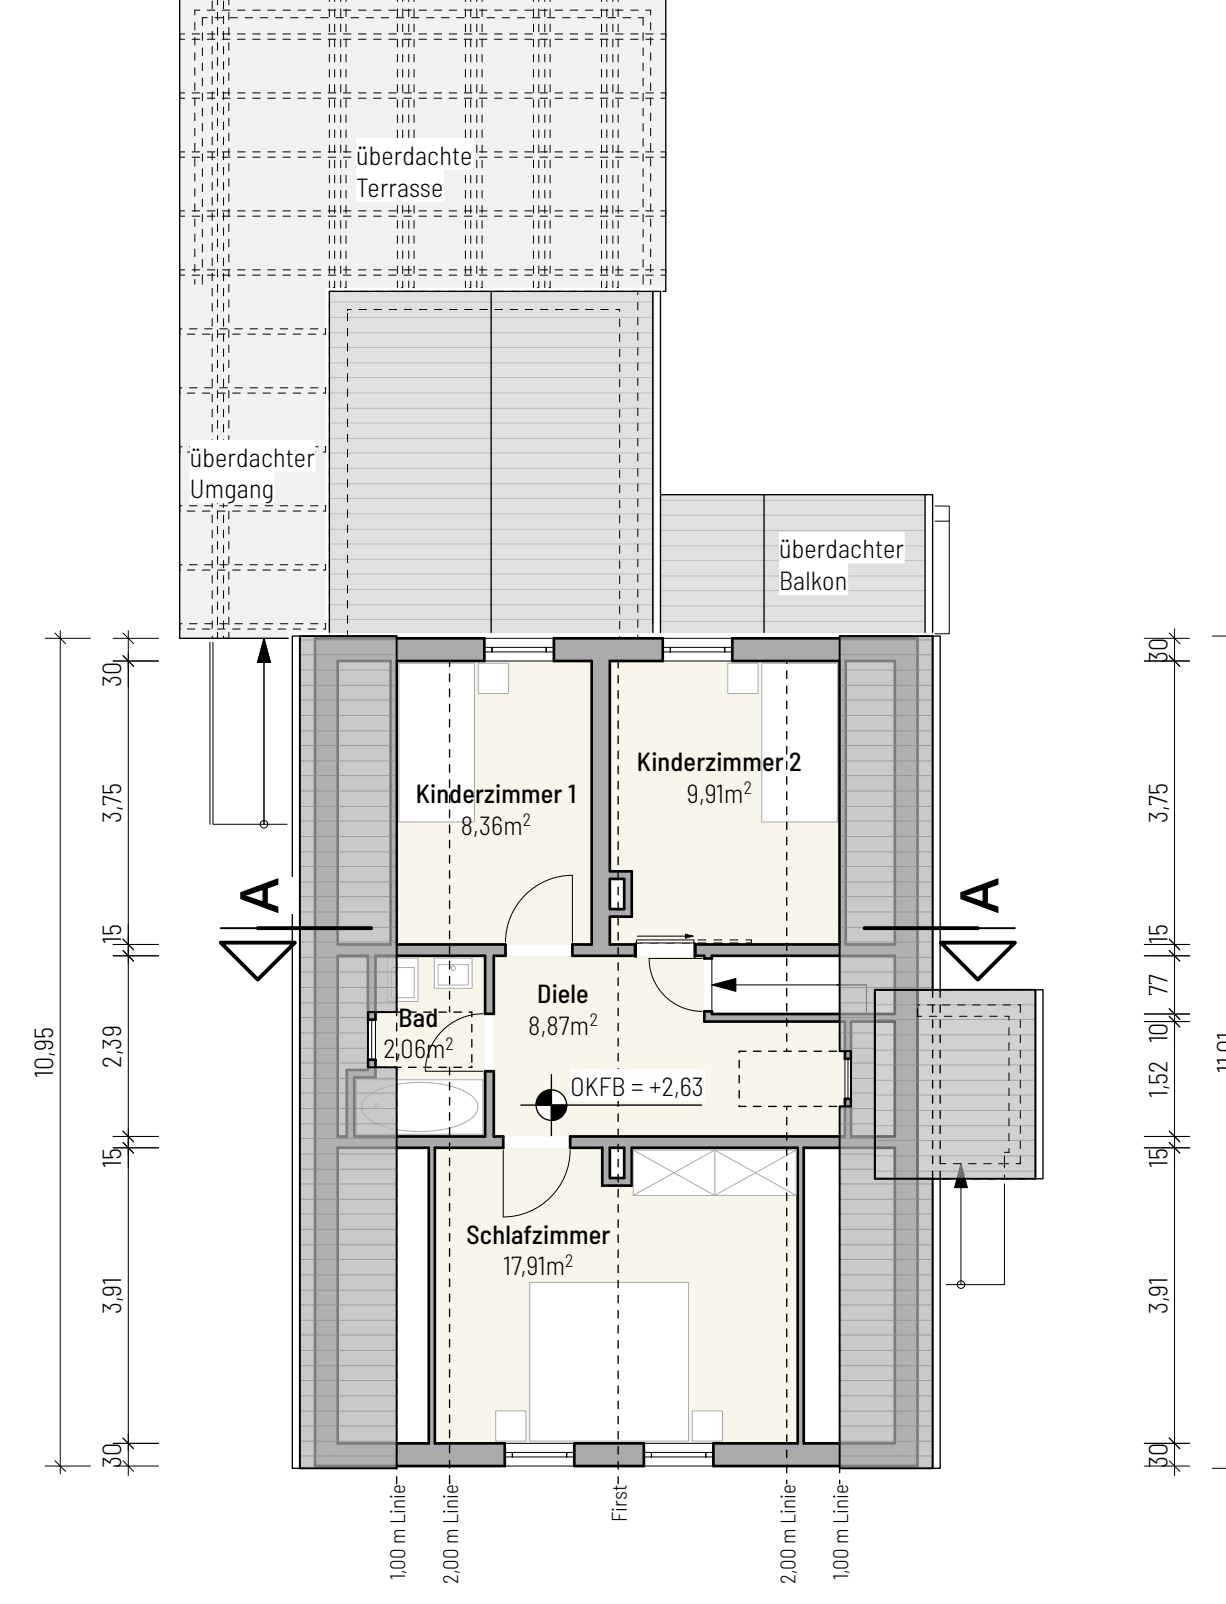 überdachte
Terrasse
überdachter
Umgang
überdachter
Balkon
Kinderzimmer 1
8,36m²
Kinderzimmer 2
9,91m²
A
A
Bad
2,06m²
Diele
8,87m²
OKFB = +2,63
Schlafzimmer
17,91m²
10,95
30
3,75
15
2,39
15
3,91
30
30
3,75
15
77
10
1,52
15
3,91
30
1,00 m Linie
2,00 m Linie
First
2,00 m Linie
1,00 m Linie